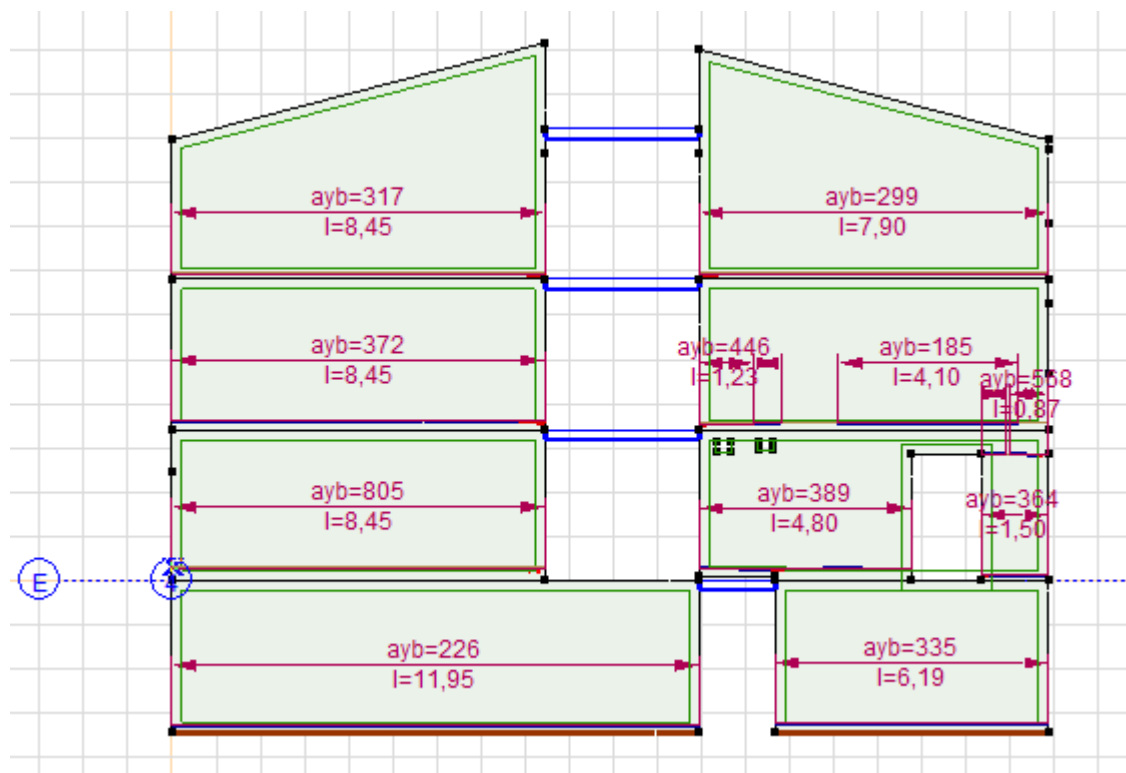 ayb=317
l=8,45
ayb=299
l=7,90
ayb=372
l=8,45
ayb=446
l=1,23
ayb=185
l=4,10
ayb=568
l=0,87
ayb=805
l=8,45
ayb=389
l=4,80
ayb=364
l=1,50
E
ayb=226
l=11,95
ayb=335
l=6,19